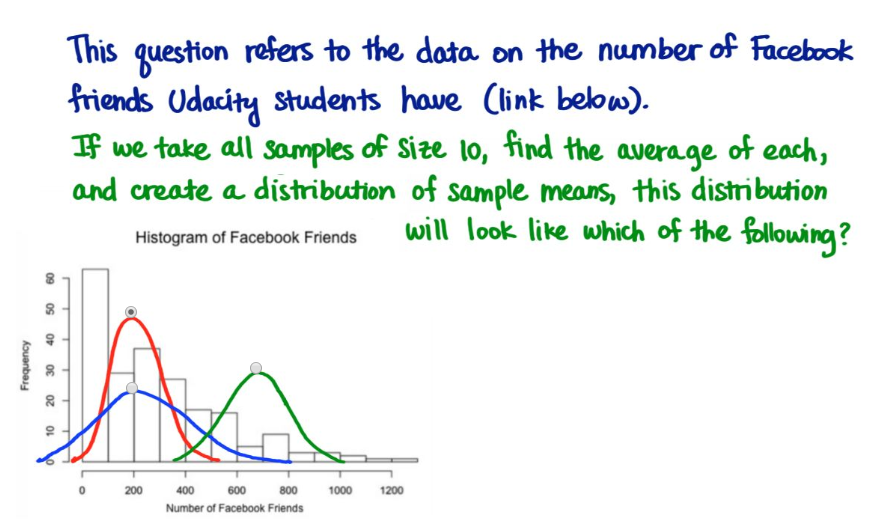 This question refers to the data on the number of Facebook
friends Udacity students have (link below).
If we take all samples of size 10, find the average of each,
and create a distribution of sample means, this distribution
will look like which of the following?
Histogram of Facebook Friends
Frequency
60
50
40
30
20
10
0
0 200 400 600 800 1000 1200
Number of Facebook Friends